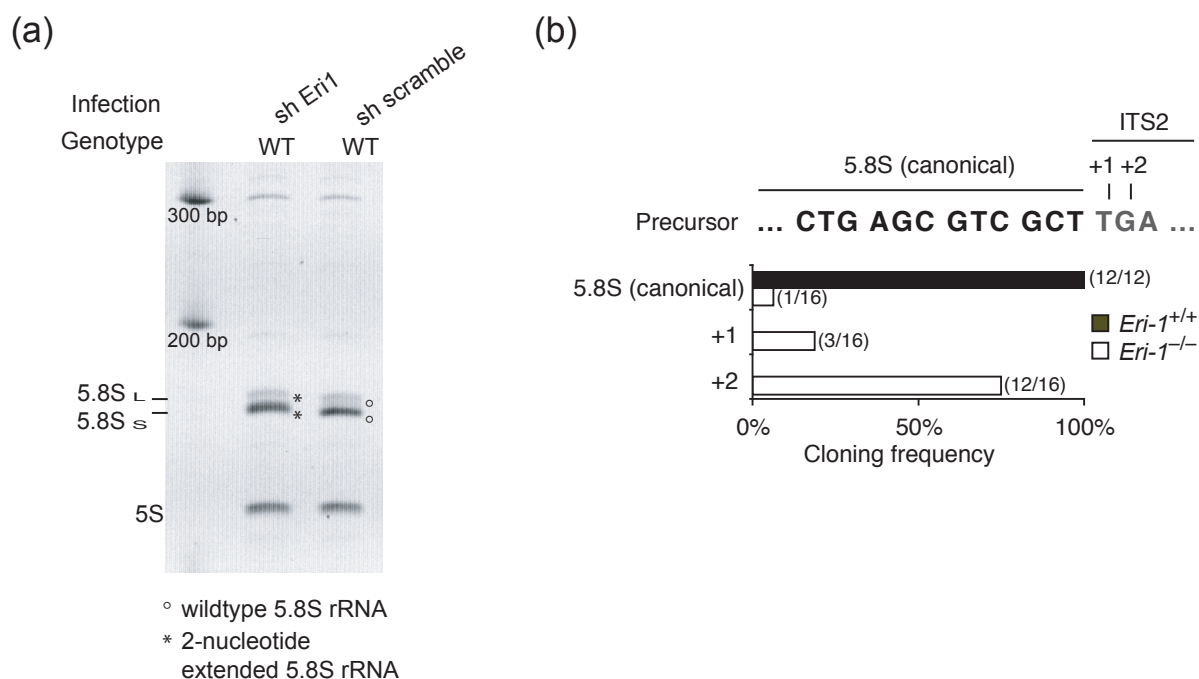 (a)
Infection
sh Eri1
sh scramble
Genotype
WT
WT
300 bp
200 bp
5.8S L
5.8S S
5S
° wildtype 5.8S rRNA
* 2-nucleotide
extended 5.8S rRNA
(b)
ITS2
5.8S (canonical)
+1 +2
Precursor ... CTG AGC GTC GCT TGA ...
5.8S (canonical)
(12/12)
(1/16)
+1
(3/16)
+2
(12/16)
Eri-1+/+
Eri-1–/–
0%
50%
100%
Cloning frequency